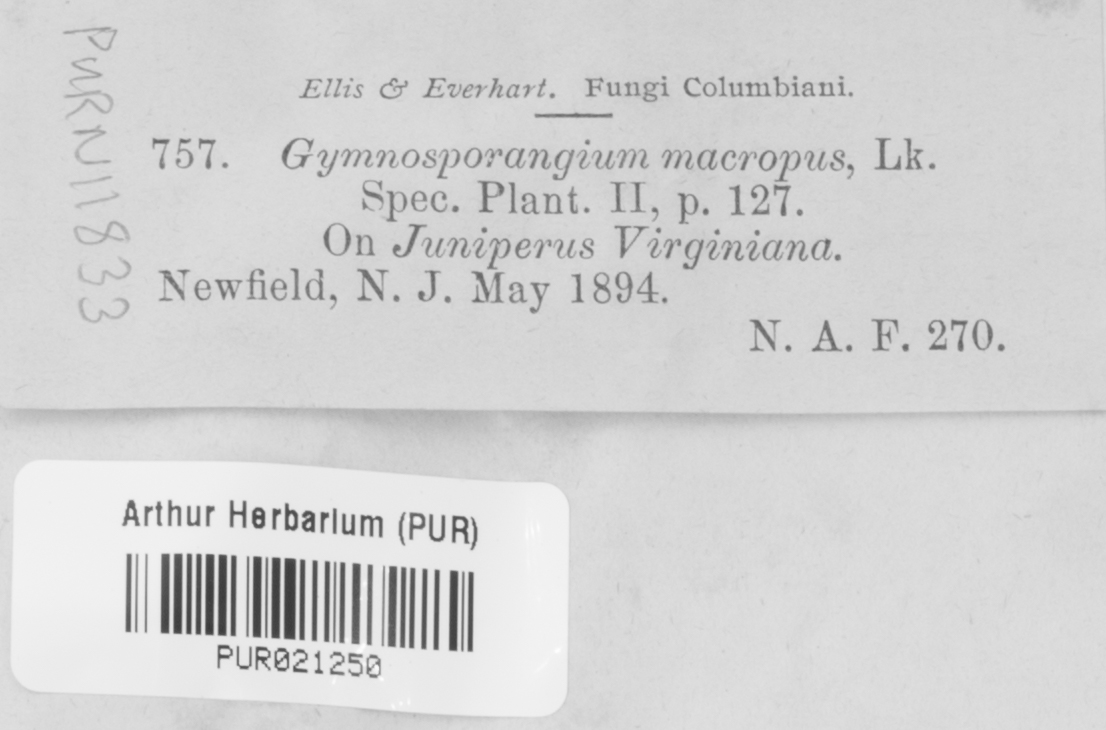 PURN11833
Ellis & Everhart. Fungi Columbiani.
757. Gymnosporangium macropus, Lk.
Spec. Plant. II, p. 127.
On Juniperus Virginiana.
Newfield, N. J. May 1894.
N. A. F. 270.
Arthur Herbarium (PUR)
PUR021250